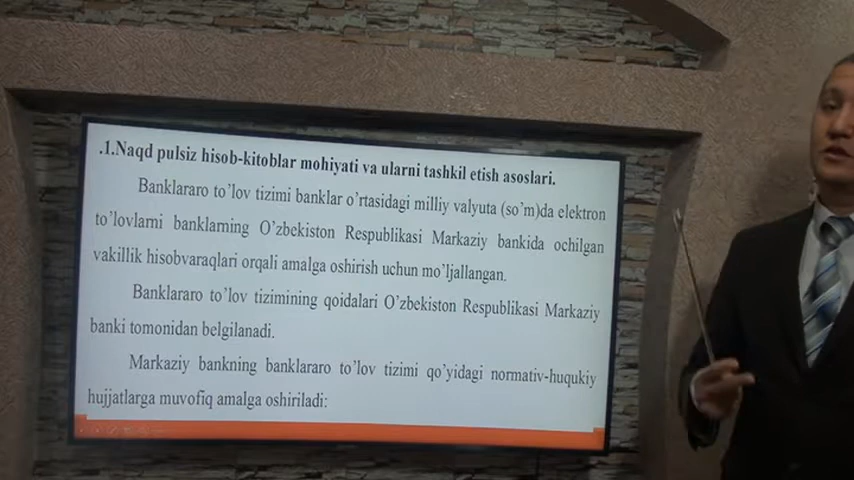 .1.Naqd pulsiz hisob-kitoblar mohiyati va ularni tashkil etish asoslari.
Banklararo to'lov tizimi banklar o'rtasidagi milliy valyuta (so'm)da elektron
to'lovlarni banklarning O'zbekiston Respublikasi Markaziy bankida ochilgan
vakillik hisobvaraqlari orqali amalga oshirish uchun mo'ljallangan.
Banklararo to'lov tizimining qoidalari O'zbekiston Respublikasi Markaziy
banki tomonidan belgilanadi.
Markaziy bankning banklararo to'lov tizimi qo'yidagi normativ-huqukiy
hujjatlarga muvofiq amalga oshiriladi: